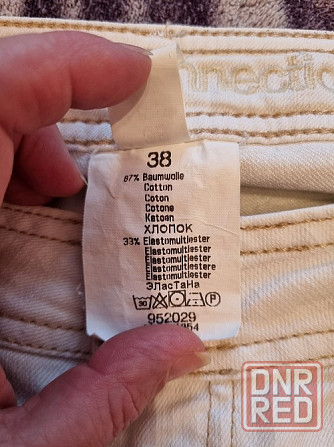 nnectio
38
67% Baumwolle
Cotton
Coton
Cotone
Katoen
ХЛОПОК
33% Elastomultiester
Elastomultiester
Elastomultiester
Elastomultiestere
Elastomultiester
ЭЛасТаНа
952029
354
DNR
RED